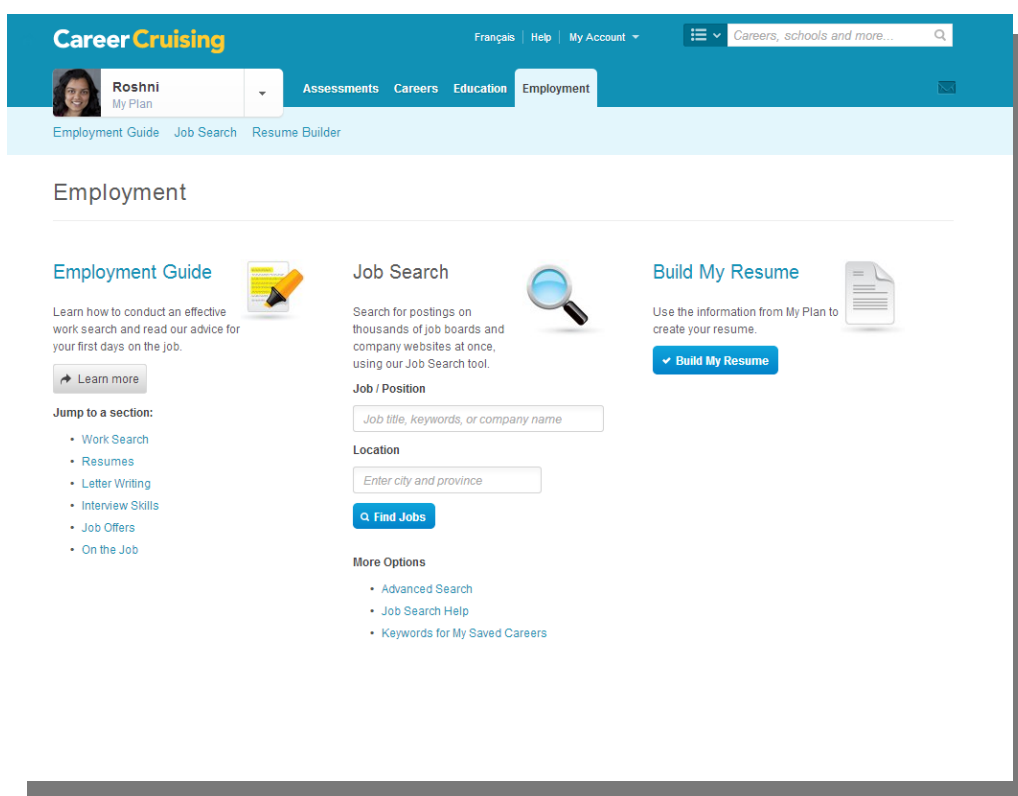 Career Cruising
Français Help My Account
Careers, schools and more...
Roshni
My Plan
Assessments Careers Education Employment
Employment Guide Job Search Resume Builder
Employment
Employment Guide
Learn how to conduct an effective
work search and read our advice for
your first days on the job.
Learn more
Jump to a section:
• Work Search
• Resumes
• Letter Writing
• Interview Skills
• Job Offers
• On the Job
Job Search
Search for postings on
thousands of job boards and
company websites at once,
using our Job Search tool.
Job / Position
Job title, keywords, or company name
Location
Enter city and province
Find Jobs
More Options
• Advanced Search
• Job Search Help
• Keywords for My Saved Careers
Build My Resume
Use the information from My Plan to
create your resume.
Build My Resume